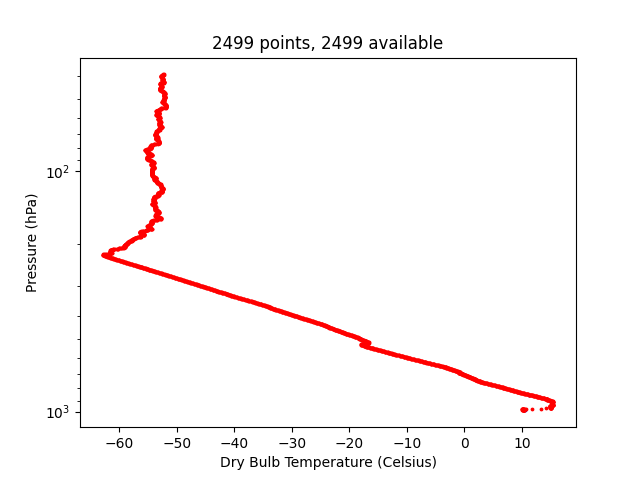 2499 points, 2499 available
10²
10³
Pressure (hPa)
−60 −50 −40 −30 −20 −10 0 10
Dry Bulb Temperature (Celsius)